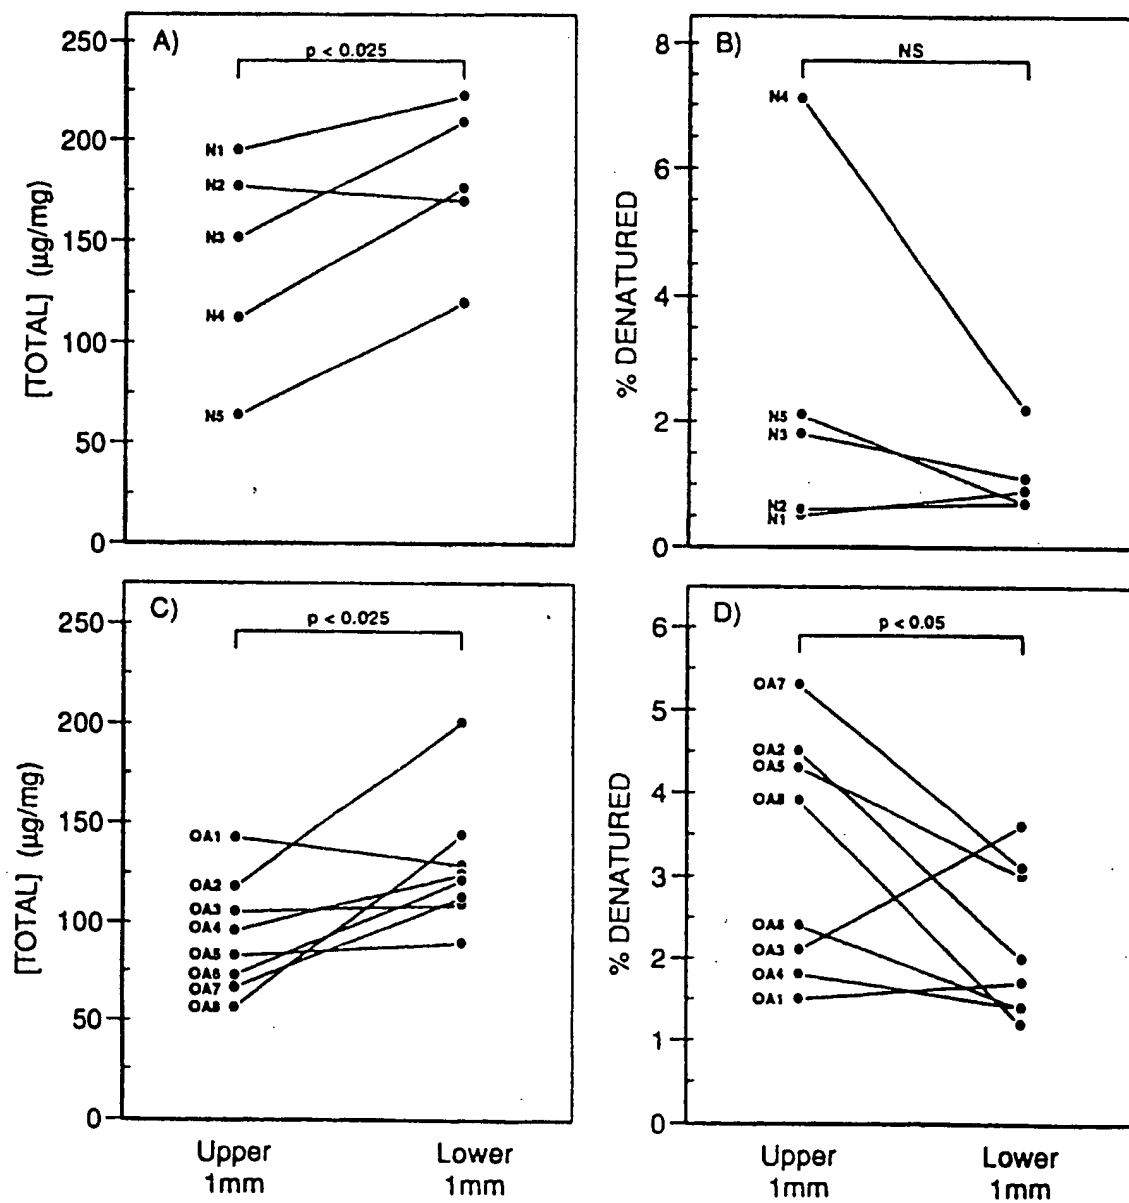 A)
p < 0.025
[TOTAL] (μg/mg)
250
200
150
100
50
0
N1
N2
N3
N4
N5
B)
NS
% DENATURED
8
6
4
2
0
N4
N5
N3
N2
N1
C)
p < 0.025
[TOTAL] (μg/mg)
250
200
150
100
50
0
OA1
OA2
OA3
OA4
OA5
OA6
OA7
OA8
Upper
1mm
Lower
1mm
D)
p < 0.05
% DENATURED
6
5
4
3
2
1
0
OA7
OA2
OA5
OA8
OA6
OA3
OA4
OA1
Upper
1mm
Lower
1mm